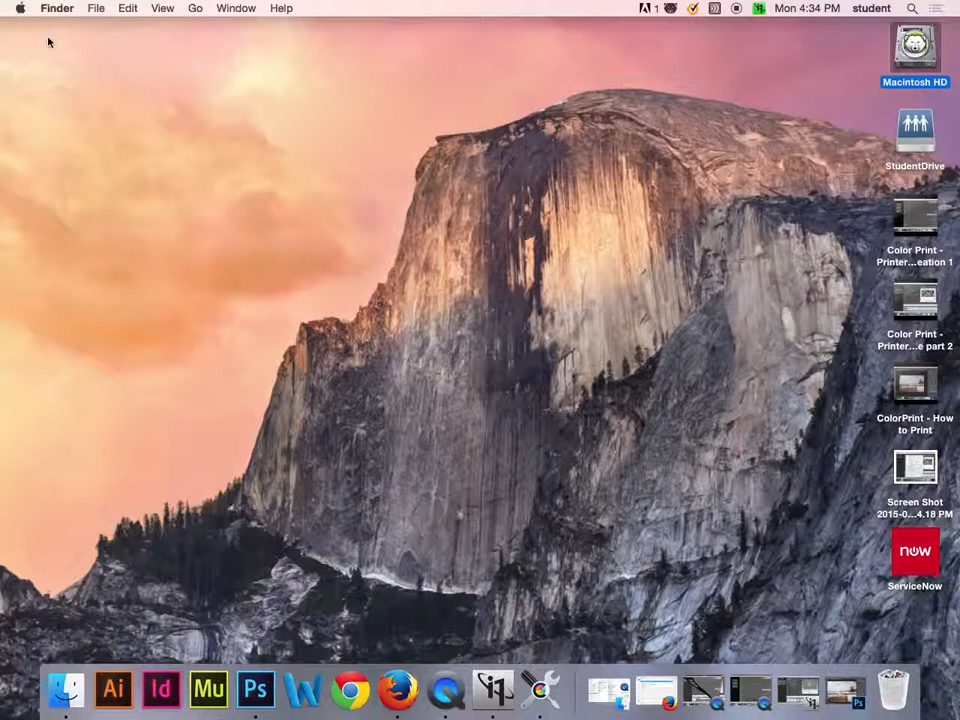 Finder File Edit View Go Window Help 1 Mon 4:34 PM student
Macintosh HD
StudentDrive
Color Print -
Printer...eation 1
Color Print -
Printer...e part 2
ColorPrint - How
to Print
Screen Shot
2015-0...4.18 PM
now
ServiceNow
Ai Id Mu Ps W
Ps